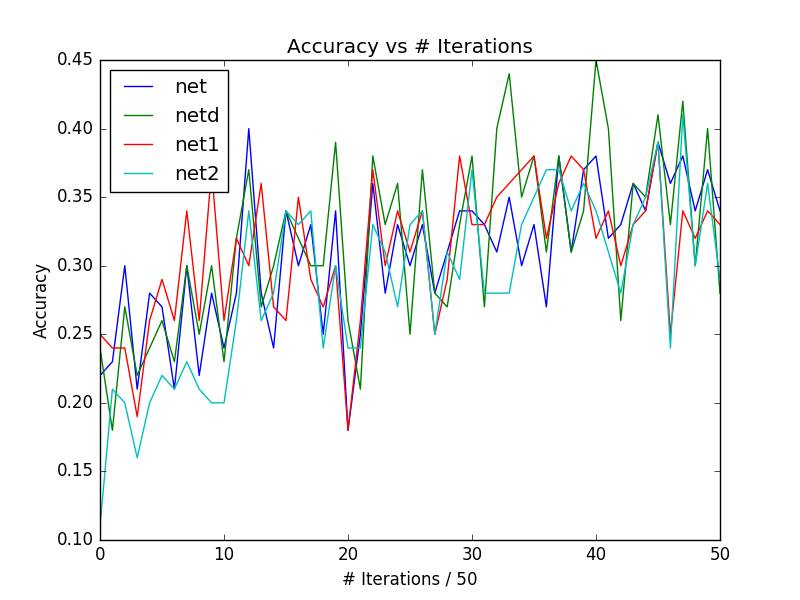 Accuracy vs # Iterations
0.45
0.40
0.35
0.30
0.25
0.20
0.15
0.10
Accuracy
net
netd
net1
net2
0 10 20 30 40 50
# Iterations / 50